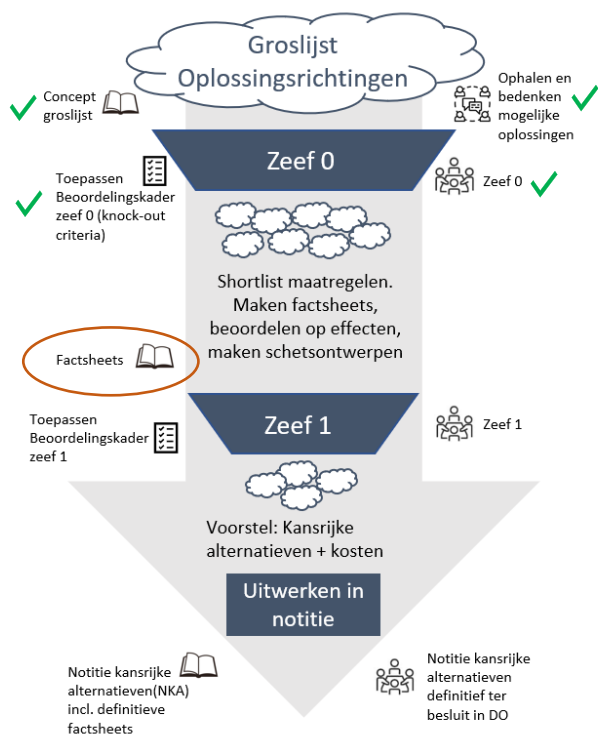 Groslijst
Oplossingsrichtingen
Concept
groslijst
Ophalen en
bedenken
mogelijke
oplossingen
Zeef 0
Toepassen
Beoordelingskader
zeef 0 (knock-out
criteria)
Zeef 0
Shortlist maatregelen.
Maken factsheets,
beoordelen op effecten,
maken schetsontwerpen
Factsheets
Toepassen
Beoordelingskader
zeef 1
Zeef 1
Zeef 1
Voorstel: Kansrijke
alternatieven + kosten
Uitwerken in
notitie
Notitie kansrijke
alternatieven(NKA)
incl. definitieve
factsheets
Notitie kansrijke
alternatieven
definitief ter
besluit in DO